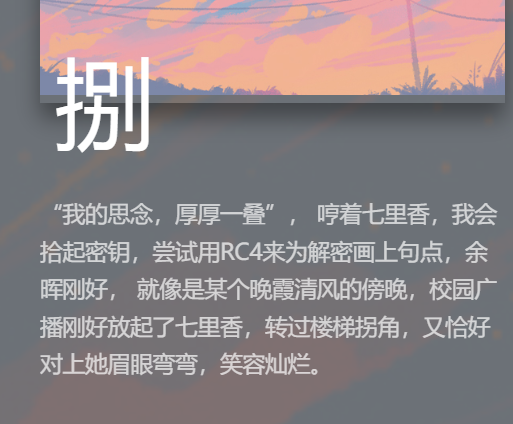 捌
“我的思念，厚厚一叠”， 哼着七里香，我会
拾起密钥，尝试用RC4来为解密画上句点，余
晖刚好， 就像是某个晚霞清风的傍晚，校园广
播刚好放起了七里香，转过楼梯拐角，又恰好
对上她眉眼弯弯，笑容灿烂。